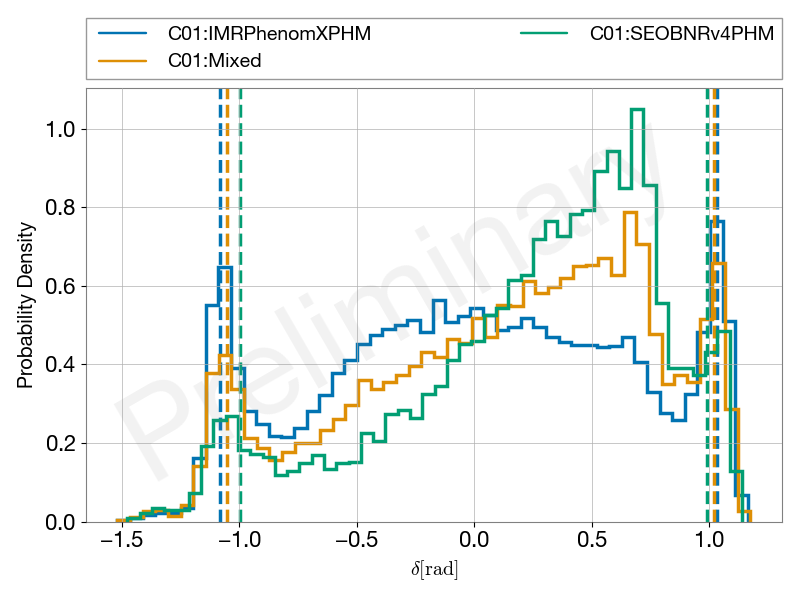 C01:IMRPhenomXPHM C01:SEOBNRv4PHM
C01:Mixed
Probability Density
1.0
0.8
0.6
0.4
0.2
0.0
Preliminary
−1.5 −1.0 −0.5 0.0 0.5 1.0
δ[rad]